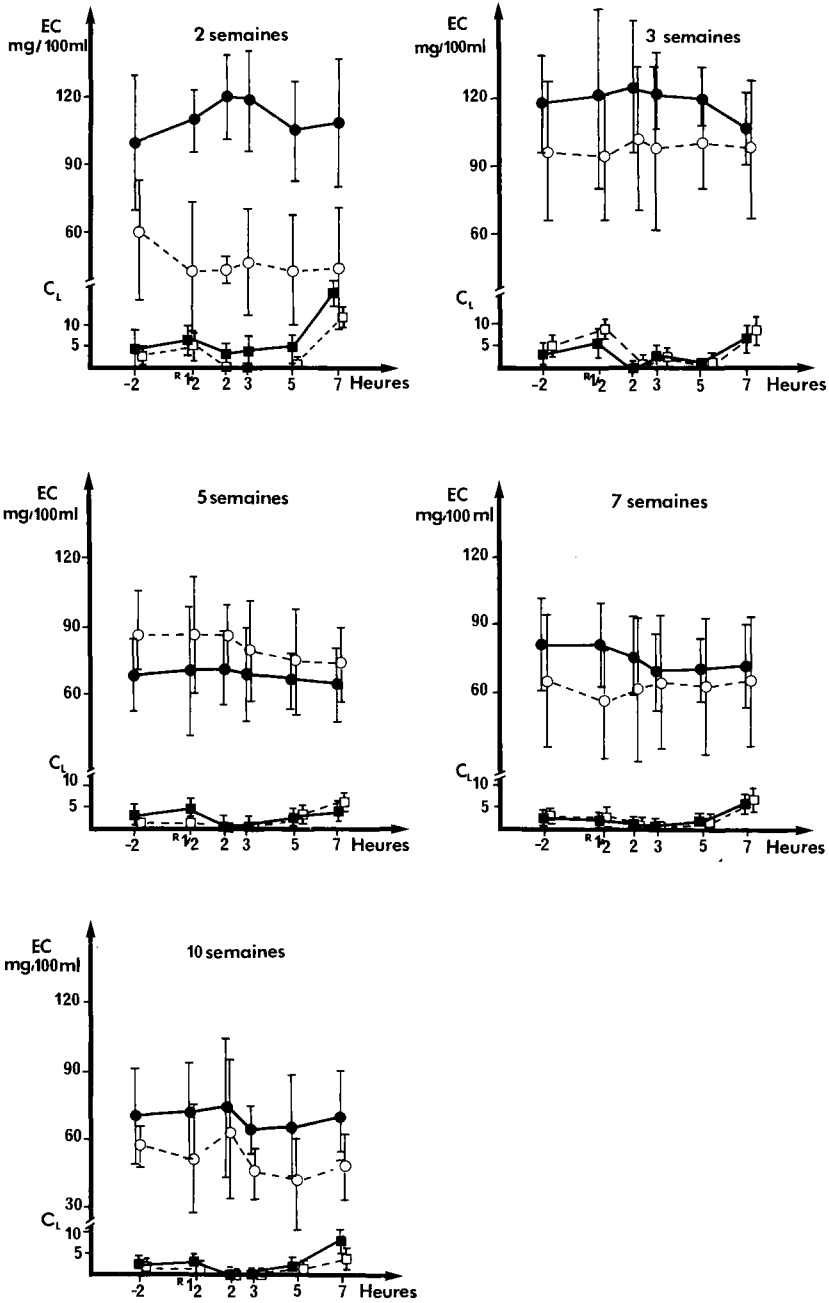 EC
mg/100ml
2 semaines
120
90
60
CL
10
5
-2 R 1/2 2 3 5 7 Heures
EC
mg/100ml
3 semaines
120
90
60
CL
10
5
-2 R 1/2 2 3 5 7 Heures
EC
mg/100ml
5 semaines
120
90
60
CL
10
5
-2 R 1/2 2 3 5 7 Heures
EC
mg/100ml
7 semaines
120
90
60
CL
10
5
-2 R 1/2 2 3 5 7 Heures
EC
mg/100ml
10 semaines
120
90
60
30
CL
10
5
-2 R 1/2 2 3 5 7 Heures